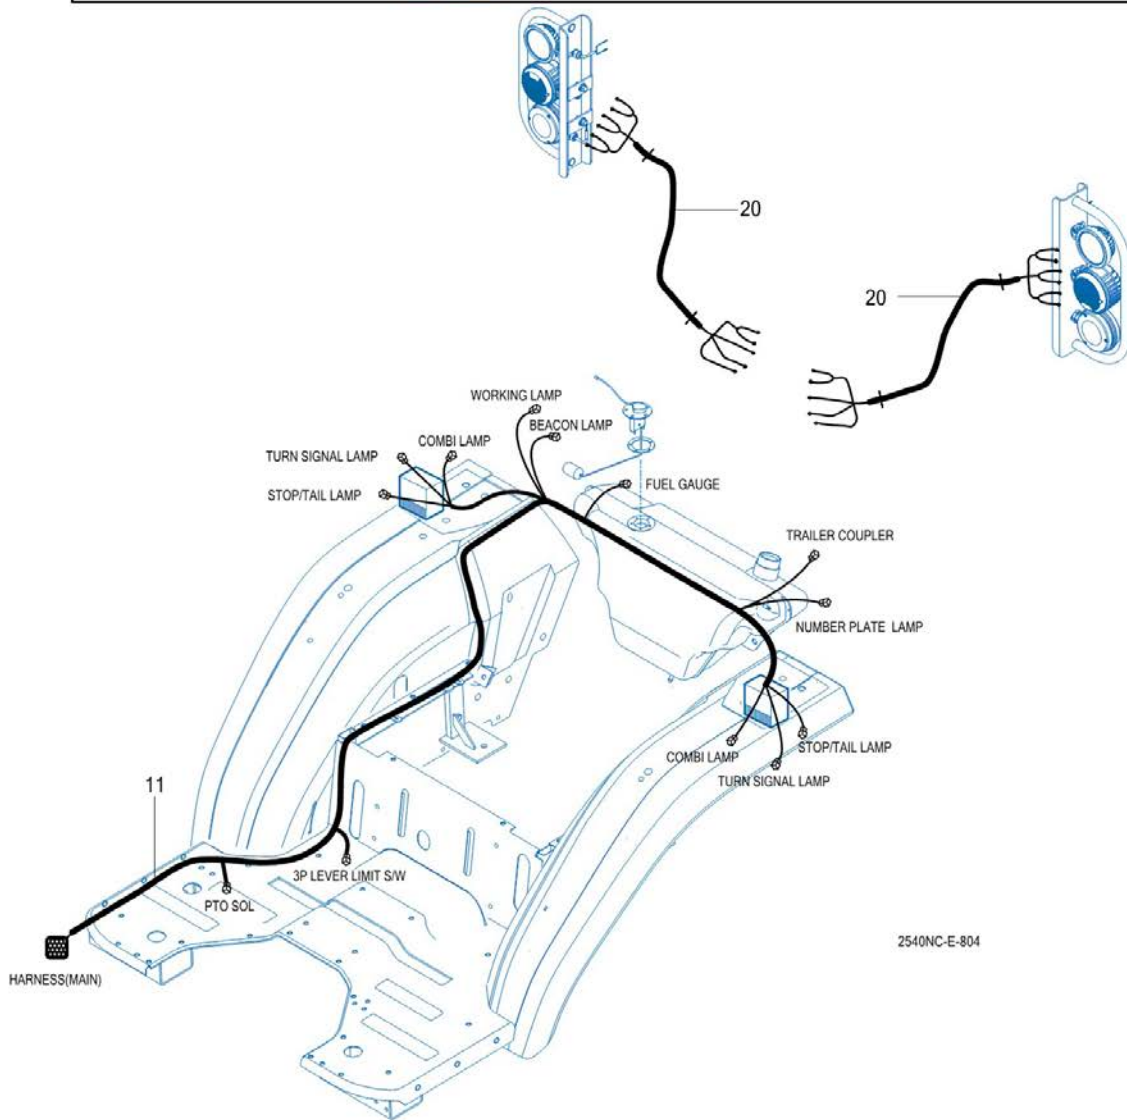 20
20
WORKING LAMP
BEACON LAMP
COMBI LAMP
TURN SIGNAL LAMP
STOP/TAIL LAMP
FUEL GAUGE
TRAILER COUPLER
NUMBER PLATE LAMP
STOP/TAIL LAMP
COMBI LAMP
TURN SIGNAL LAMP
11
3P LEVER LIMIT S/W
PTO SOL
HARNESS(MAIN)
2540NC-E-804